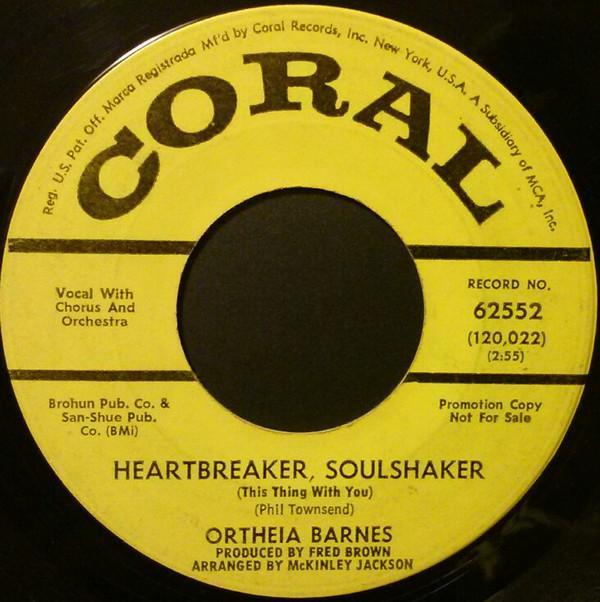 Reg. U.S. Pat. Off. Marca Registrada Mf'd by Coral Records, Inc. New York, U.S.A. A Subsidiary of MCA, Inc.
CORAL
Vocal With
Chorus And
Orchestra
RECORD NO.
62552
(120,022)
(2:55)
Brohun Pub. Co. &
San-Shue Pub.
Co. (BMi)
Promotion Copy
Not For Sale
HEARTBREAKER, SOULSHAKER
(This Thing With You)
(Phil Townsend)
ORTHEIA BARNES
PRODUCED BY FRED BROWN
ARRANGED BY McKINLEY JACKSON